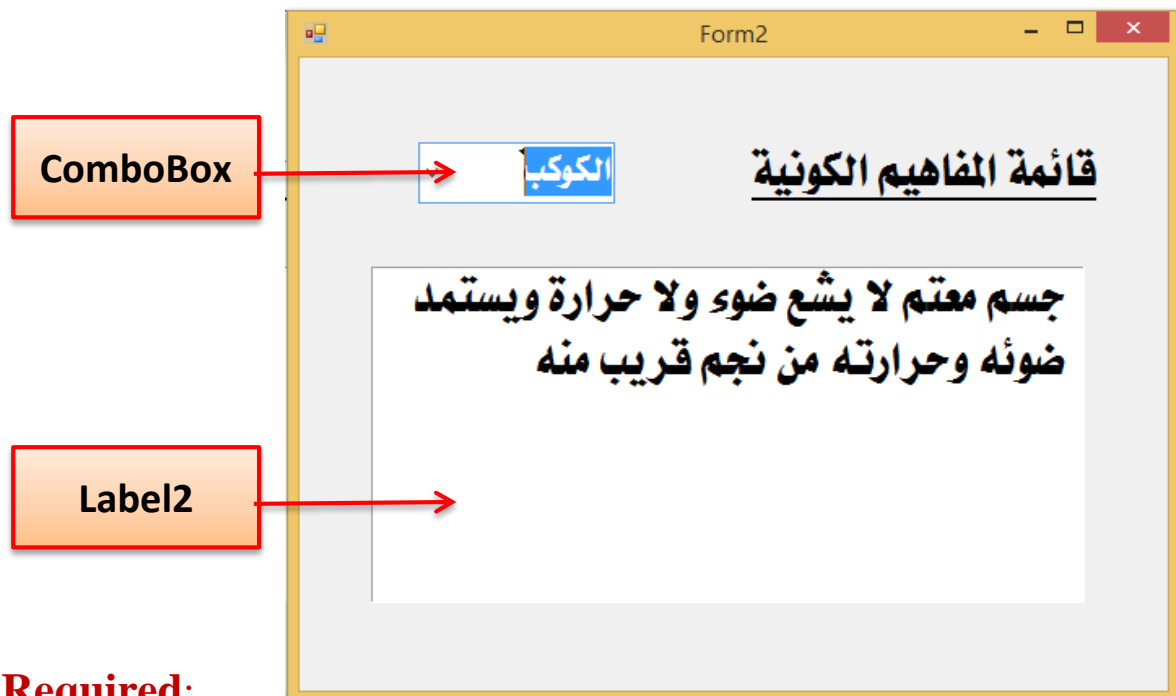 Form2
ComboBox
قائمة المفاهيم الكونية
الكوكب
جسم معتم لا يشع ضوء ولا حرارة ويستمد
ضوئه وحرارته من نجم قريب منه
Label2
Required: